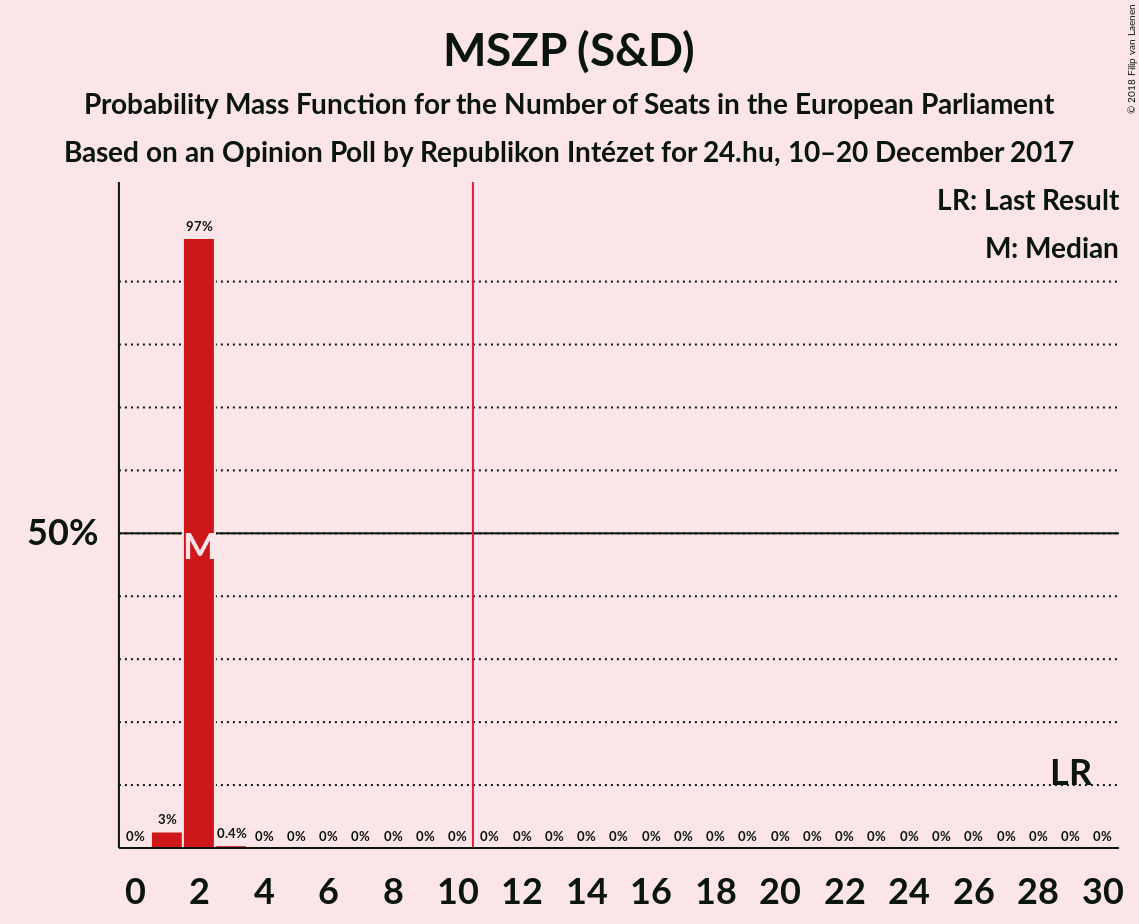 MSZP (S&D)
Probability Mass Function for the Number of Seats in the European Parliament
Based on an Opinion Poll by Republikon Intézet for 24.hu, 10–20 December 2017
© 2018 Filip van Laenen
LR: Last Result
M: Median
97%
50%
M
LR
0% 3% 0.4% 0% 0% 0% 0% 0% 0% 0% 0% 0% 0% 0% 0% 0% 0% 0% 0% 0% 0% 0% 0% 0% 0% 0% 0% 0% 0% 0%
0 2 4 6 8 10 12 14 16 18 20 22 24 26 28 30